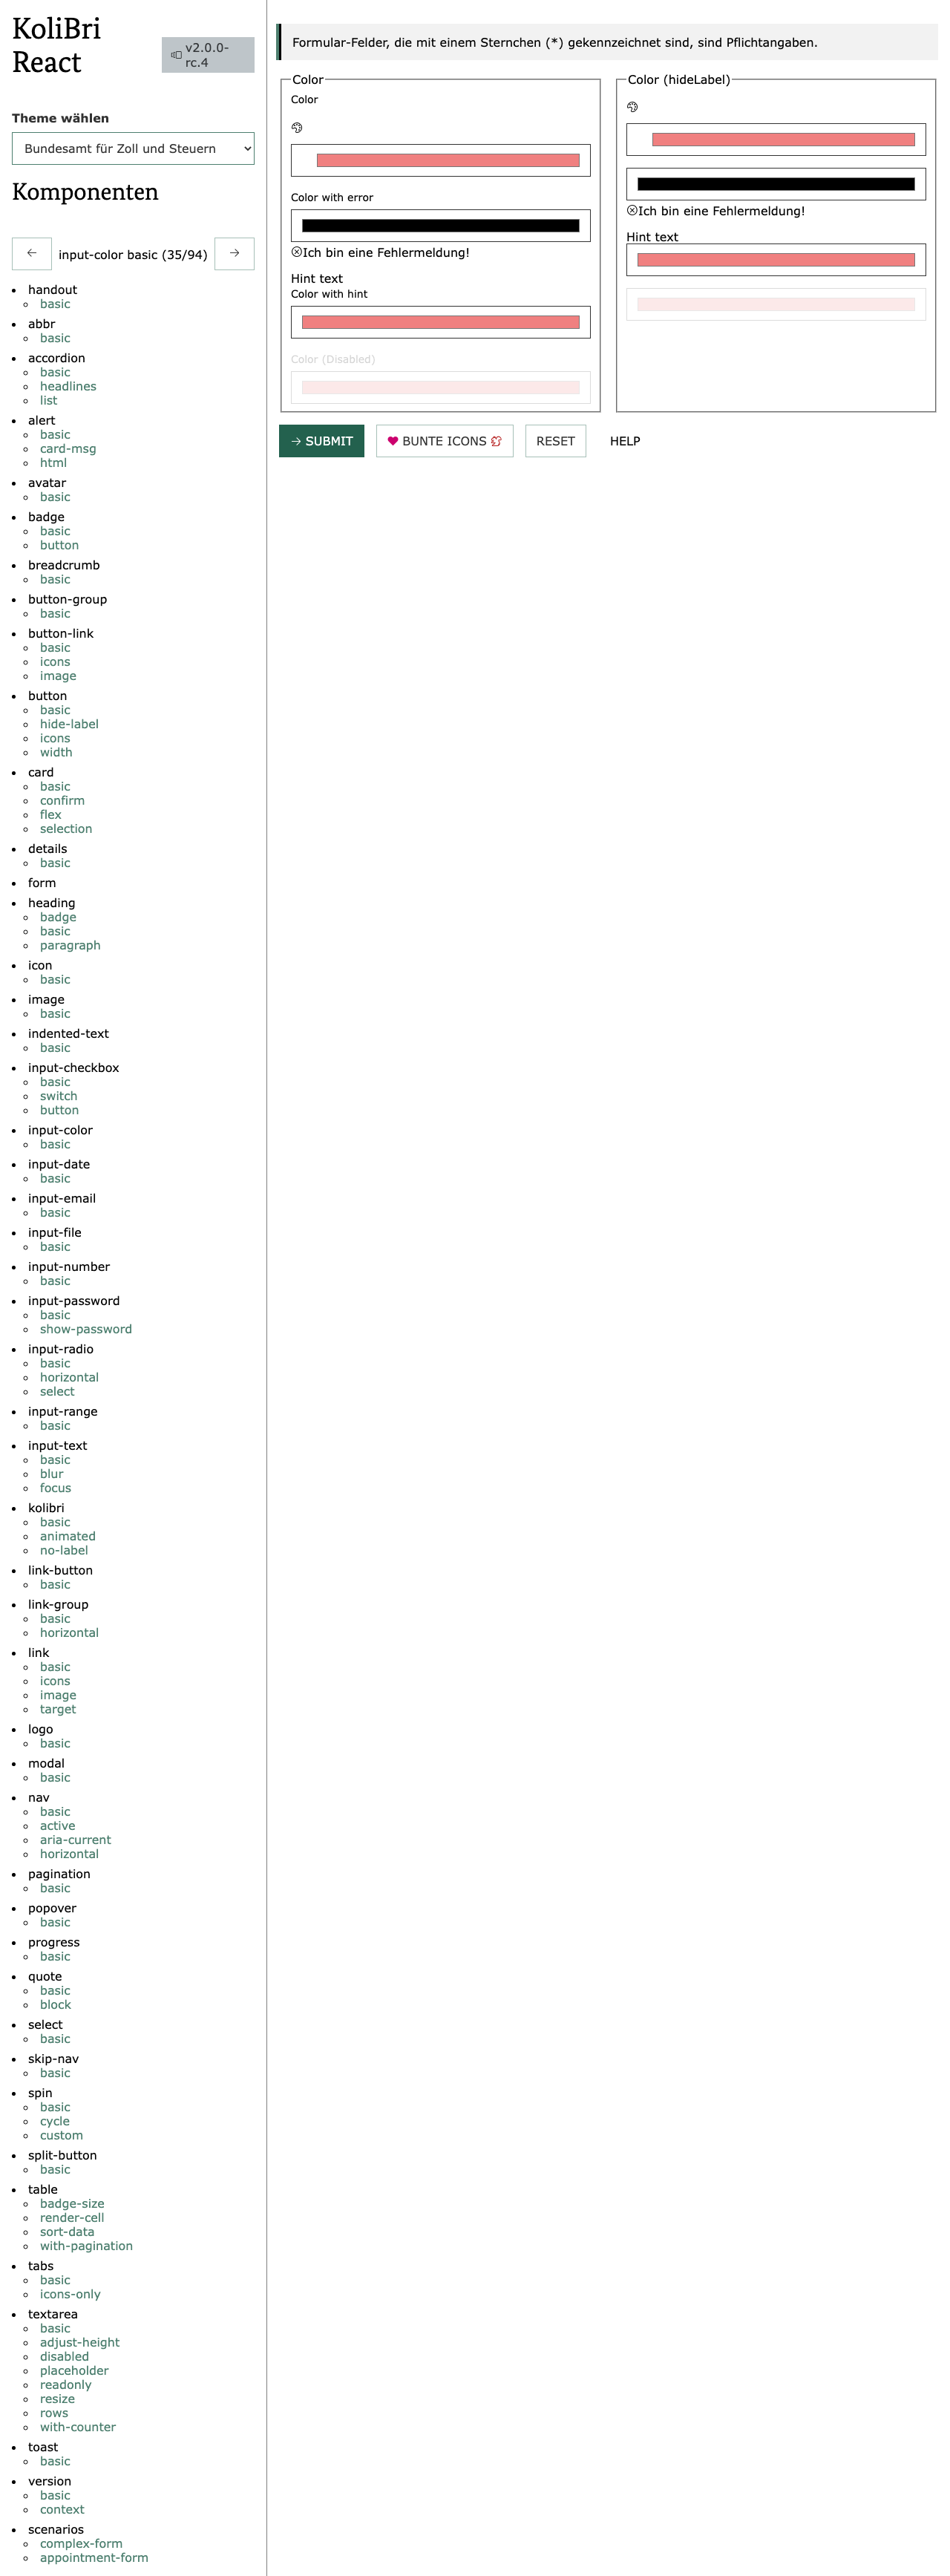 KoliBri
React
v2.0.0-
rc.4
Theme wählen
Bundesamt für Zoll und Steuern
Komponenten
← input-color basic (35/94) →
handout
basic
abbr
basic
accordion
basic
headlines
list
alert
basic
card-msg
html
avatar
basic
badge
basic
button
breadcrumb
basic
button-group
basic
button-link
basic
icons
image
button
basic
hide-label
icons
width
card
basic
confirm
flex
selection
details
basic
form
heading
badge
basic
paragraph
icon
basic
image
basic
indented-text
basic
input-checkbox
basic
switch
button
input-color
basic
input-date
basic
input-email
basic
input-file
basic
input-number
basic
input-password
basic
show-password
input-radio
basic
horizontal
select
input-range
basic
input-text
basic
blur
focus
kolibri
basic
animated
no-label
link-button
basic
link-group
basic
horizontal
link
basic
icons
image
target
logo
basic
modal
basic
nav
basic
active
aria-current
horizontal
pagination
basic
popover
basic
progress
basic
quote
basic
block
select
basic
skip-nav
basic
spin
basic
cycle
custom
split-button
basic
table
badge-size
render-cell
sort-data
with-pagination
tabs
basic
icons-only
textarea
basic
adjust-height
disabled
placeholder
readonly
resize
rows
with-counter
toast
basic
version
basic
context
scenarios
complex-form
appointment-form
Formular-Felder, die mit einem Sternchen (*) gekennzeichnet sind, sind Pflichtangaben.
Color
Color
Color with error
Ich bin eine Fehlermeldung!
Hint text
Color with hint
Color (Disabled)
Color (hideLabel)
Ich bin eine Fehlermeldung!
Hint text
→ SUBMIT
BUNTE ICONS
RESET
HELP